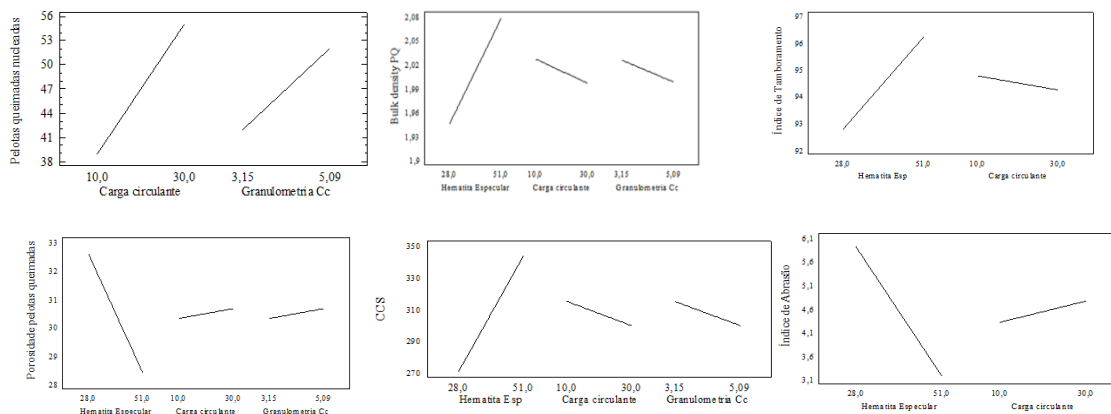 Pelotas queimadas nucleadas
56
53
50
47
44
41
38
10,0 30,0 3,15 5,09
Carga circulante Granulometria Cc
Bulk density PQ
2,08
2,05
2,02
1,99
1,96
1,93
1,9
28,0 51,0 10,0 30,0 3,15 5,09
Hematita Especular Carga circulante Granulometria Cc
Índice de Tamboramento
97
96
95
94
93
92
28,0 51,0 10,0 30,0
Hematita Esp Carga circulante
Porosidade pelotas queimadas
33
32
31
30
29
28
28,0 51,0 10,0 30,0 3,15 5,09
Hematita Especular Carga circulante Granulometria Cc
CCS
350
330
310
290
270
28,0 51,0 10,0 30,0 3,15 5,09
Hematita Esp Carga circulante Granulometria Cc
Índice de Abrasão
6,1
5,6
5,1
4,6
4,1
3,6
3,1
28,0 51,0 10,0 30,0
Hematita Especular Carga circulante